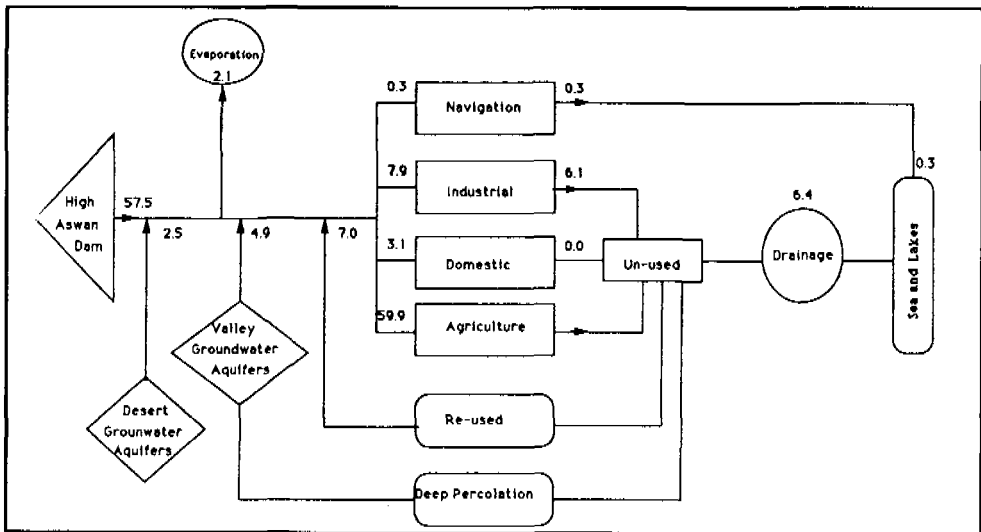 Evaporation
2.1
High
Aswan
Dam
57.5
2.5
4.9
7.0
0.3
Navigation
0.3
7.9
Industrial
6.1
3.1
Domestic
0.0
59.9
Agriculture
Un-used
6.4
Drainage
0.3
Sea and Lakes
Valley
Groundwater
Aquifers
Desert
Grounwater
Aquifers
Re-used
Deep Percolation